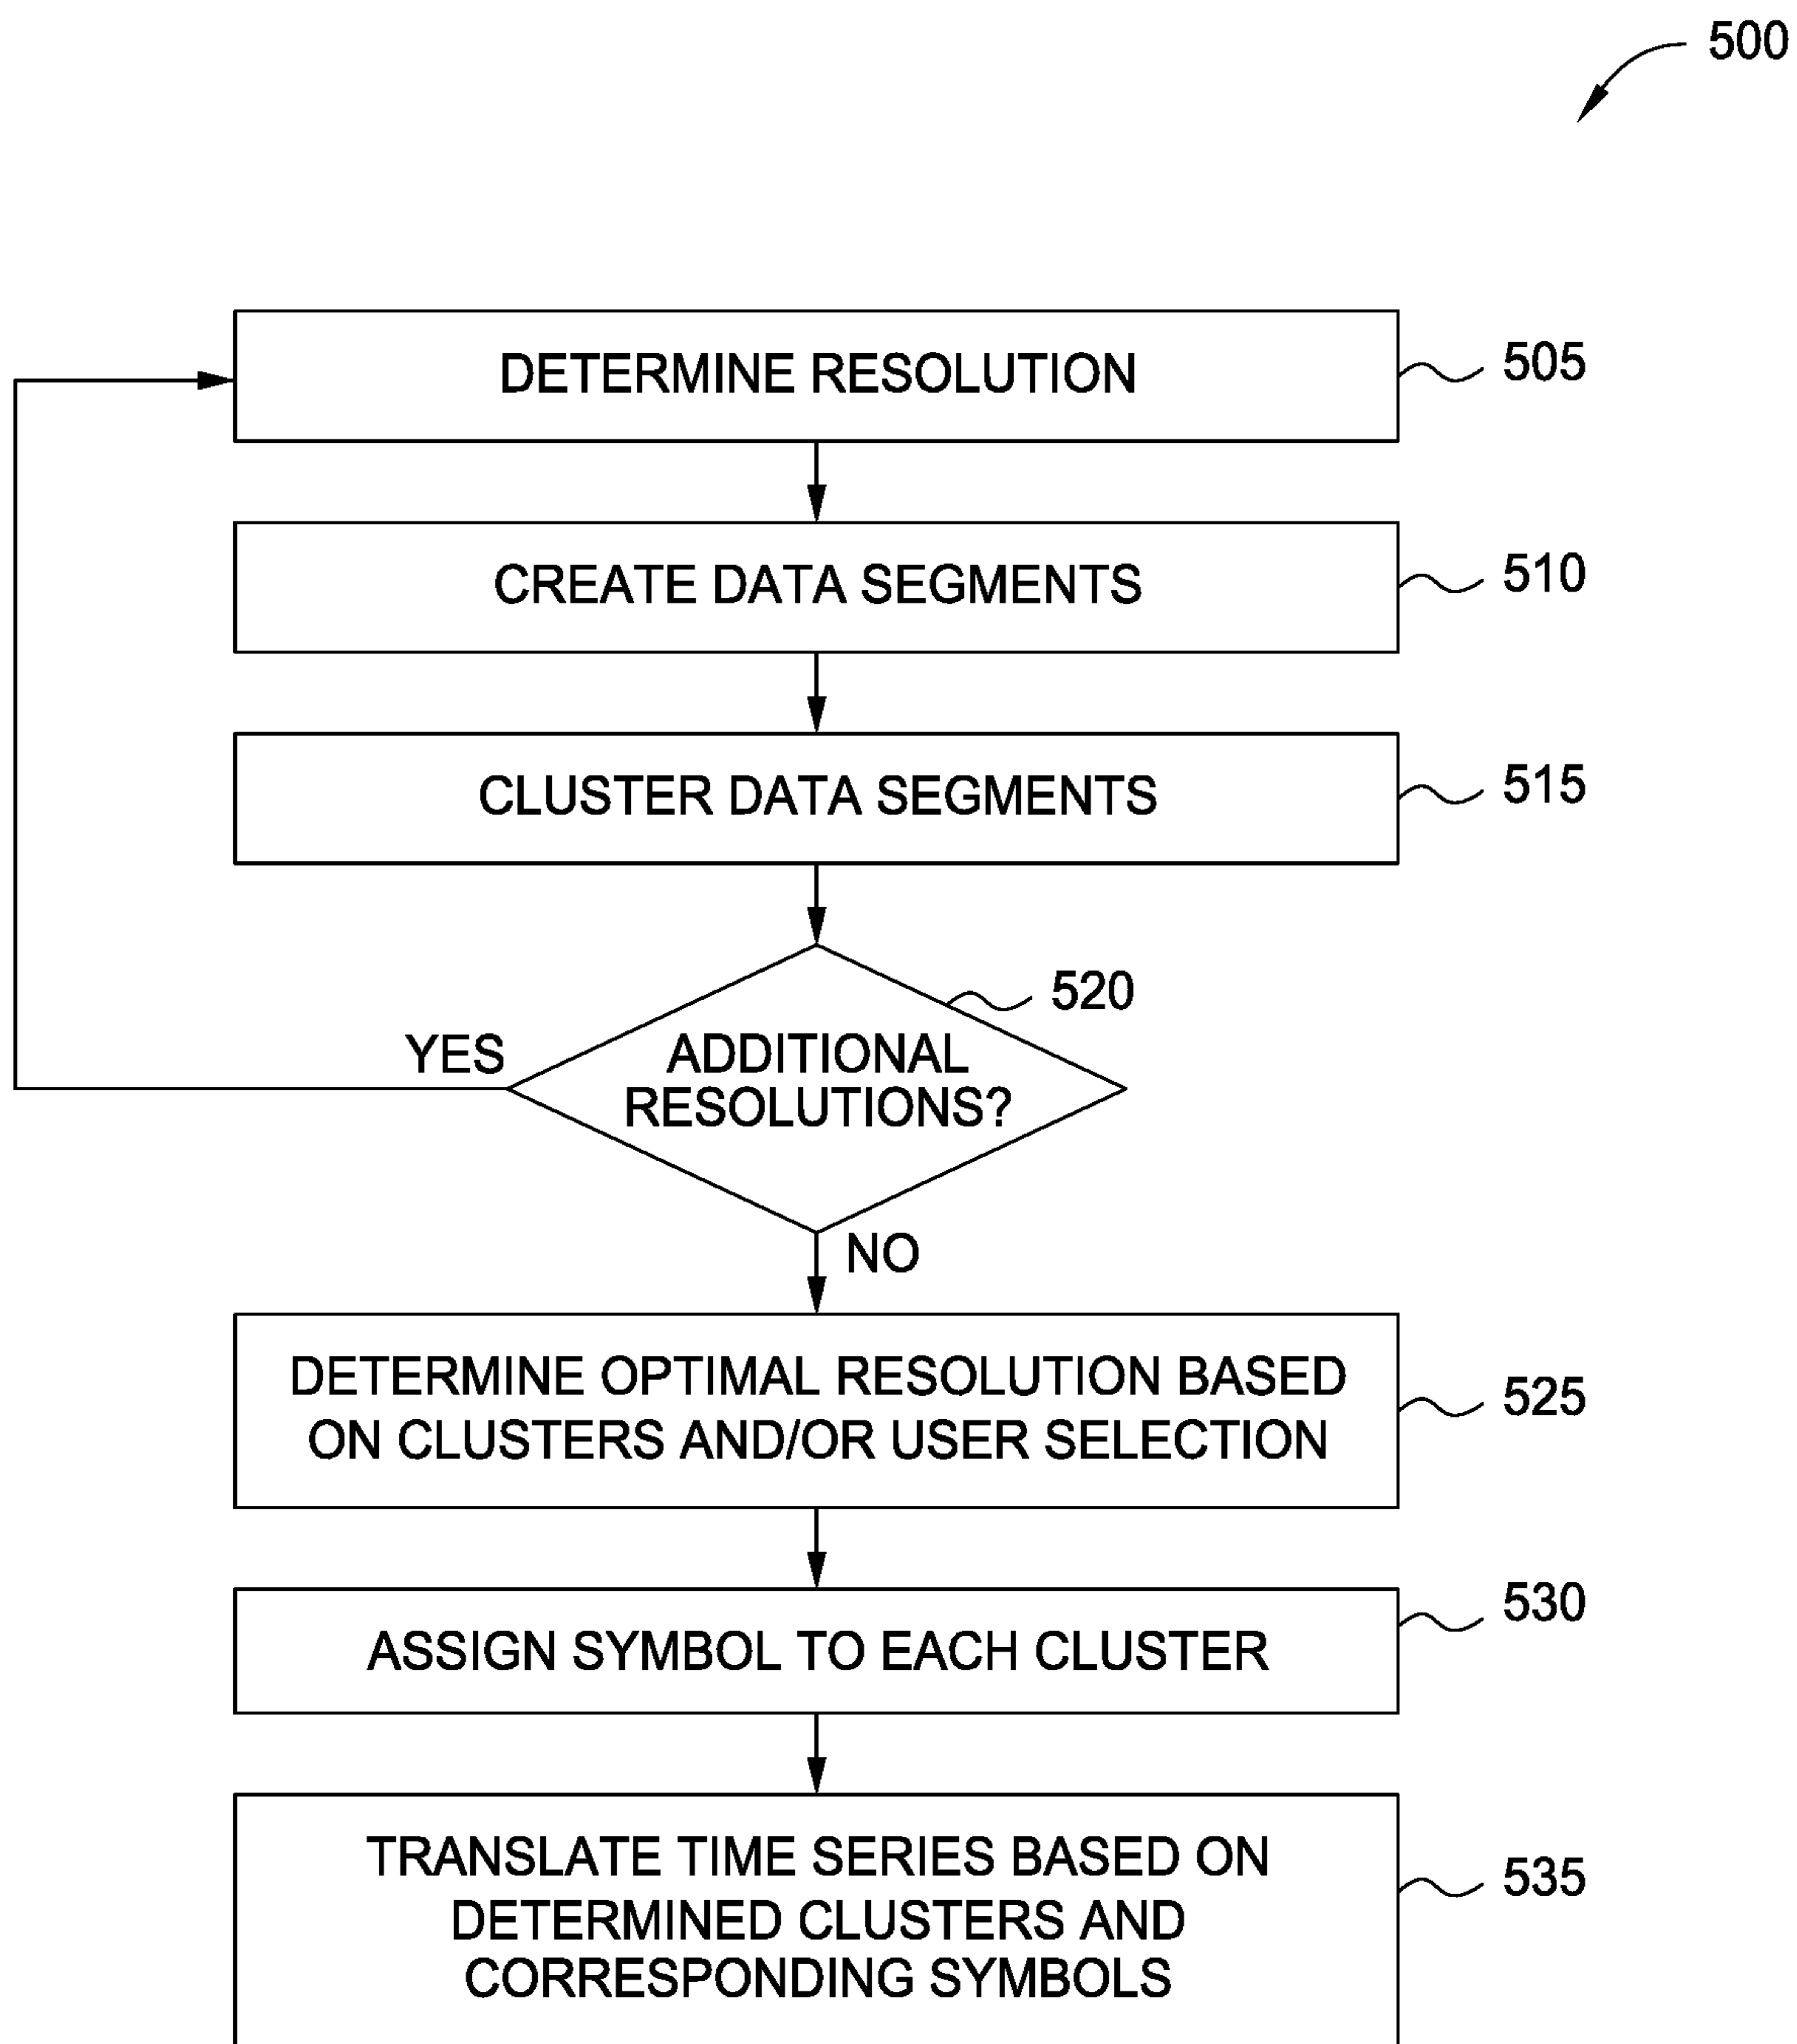 500
DETERMINE RESOLUTION
505
CREATE DATA SEGMENTS
510
CLUSTER DATA SEGMENTS
515
520
ADDITIONAL
RESOLUTIONS?
YES
NO
DETERMINE OPTIMAL RESOLUTION BASED
ON CLUSTERS AND/OR USER SELECTION
525
ASSIGN SYMBOL TO EACH CLUSTER
530
TRANSLATE TIME SERIES BASED ON
DETERMINED CLUSTERS AND
CORRESPONDING SYMBOLS
535